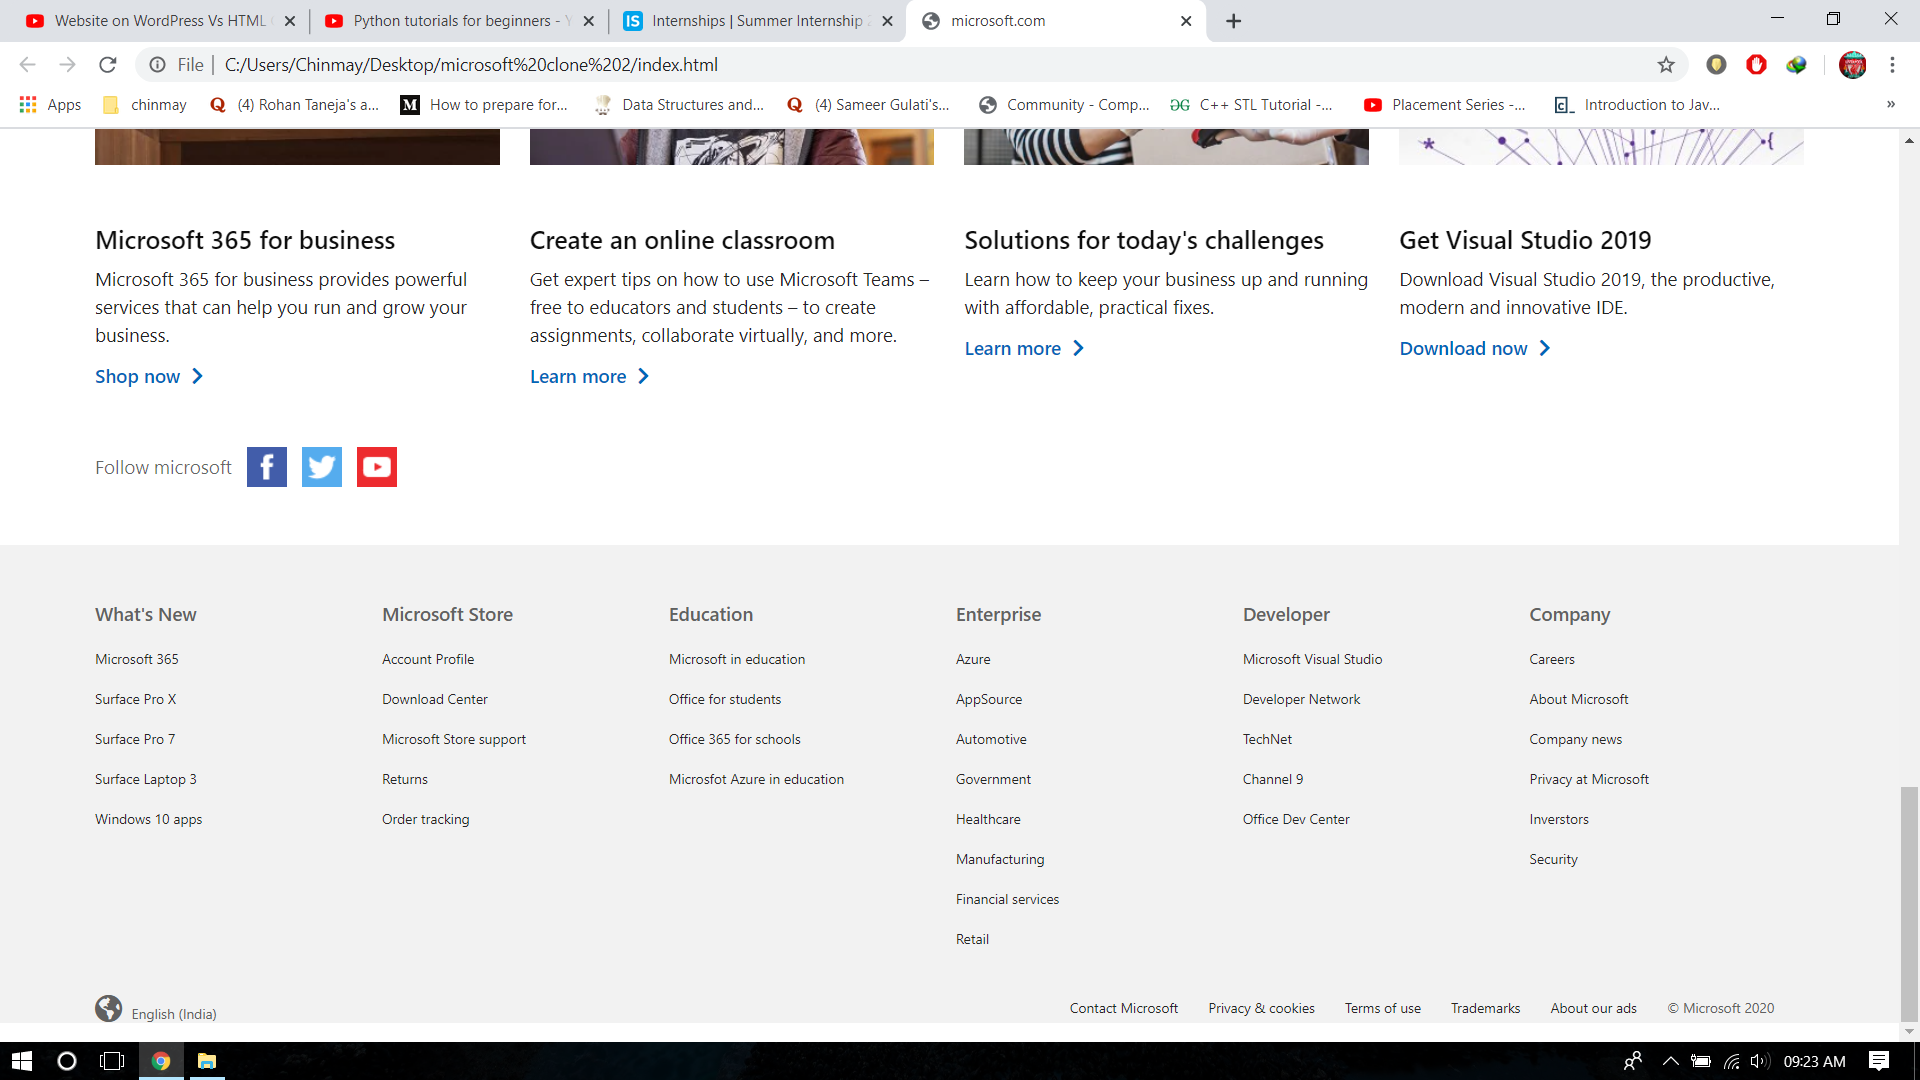 Website on WordPress Vs HTML
Python tutorials for beginners - Y
Internships | Summer Internship 2
microsoft.com
File | C:/Users/Chinmay/Desktop/microsoft%20clone%202/index.html
Apps
chinmay
(4) Rohan Taneja's a...
How to prepare for...
Data Structures and...
(4) Sameer Gulati's...
Community - Comp...
C++ STL Tutorial -...
Placement Series -...
Introduction to Jav...
»
Microsoft 365 for business
Microsoft 365 for business provides powerful
services that can help you run and grow your
business.
Shop now
Create an online classroom
Get expert tips on how to use Microsoft Teams –
free to educators and students – to create
assignments, collaborate virtually, and more.
Learn more
Solutions for today's challenges
Learn how to keep your business up and running
with affordable, practical fixes.
Learn more
Get Visual Studio 2019
Download Visual Studio 2019, the productive,
modern and innovative IDE.
Download now
Follow microsoft
What's New
Microsoft 365
Surface Pro X
Surface Pro 7
Surface Laptop 3
Windows 10 apps
Microsoft Store
Account Profile
Download Center
Microsoft Store support
Returns
Order tracking
Education
Microsoft in education
Office for students
Office 365 for schools
Microsfot Azure in education
Enterprise
Azure
AppSource
Automotive
Government
Healthcare
Manufacturing
Financial services
Retail
Developer
Microsoft Visual Studio
Developer Network
TechNet
Channel 9
Office Dev Center
Company
Careers
About Microsoft
Company news
Privacy at Microsoft
Inverstors
Security
English (India)
Contact Microsoft
Privacy & cookies
Terms of use
Trademarks
About our ads
© Microsoft 2020
09:23 AM